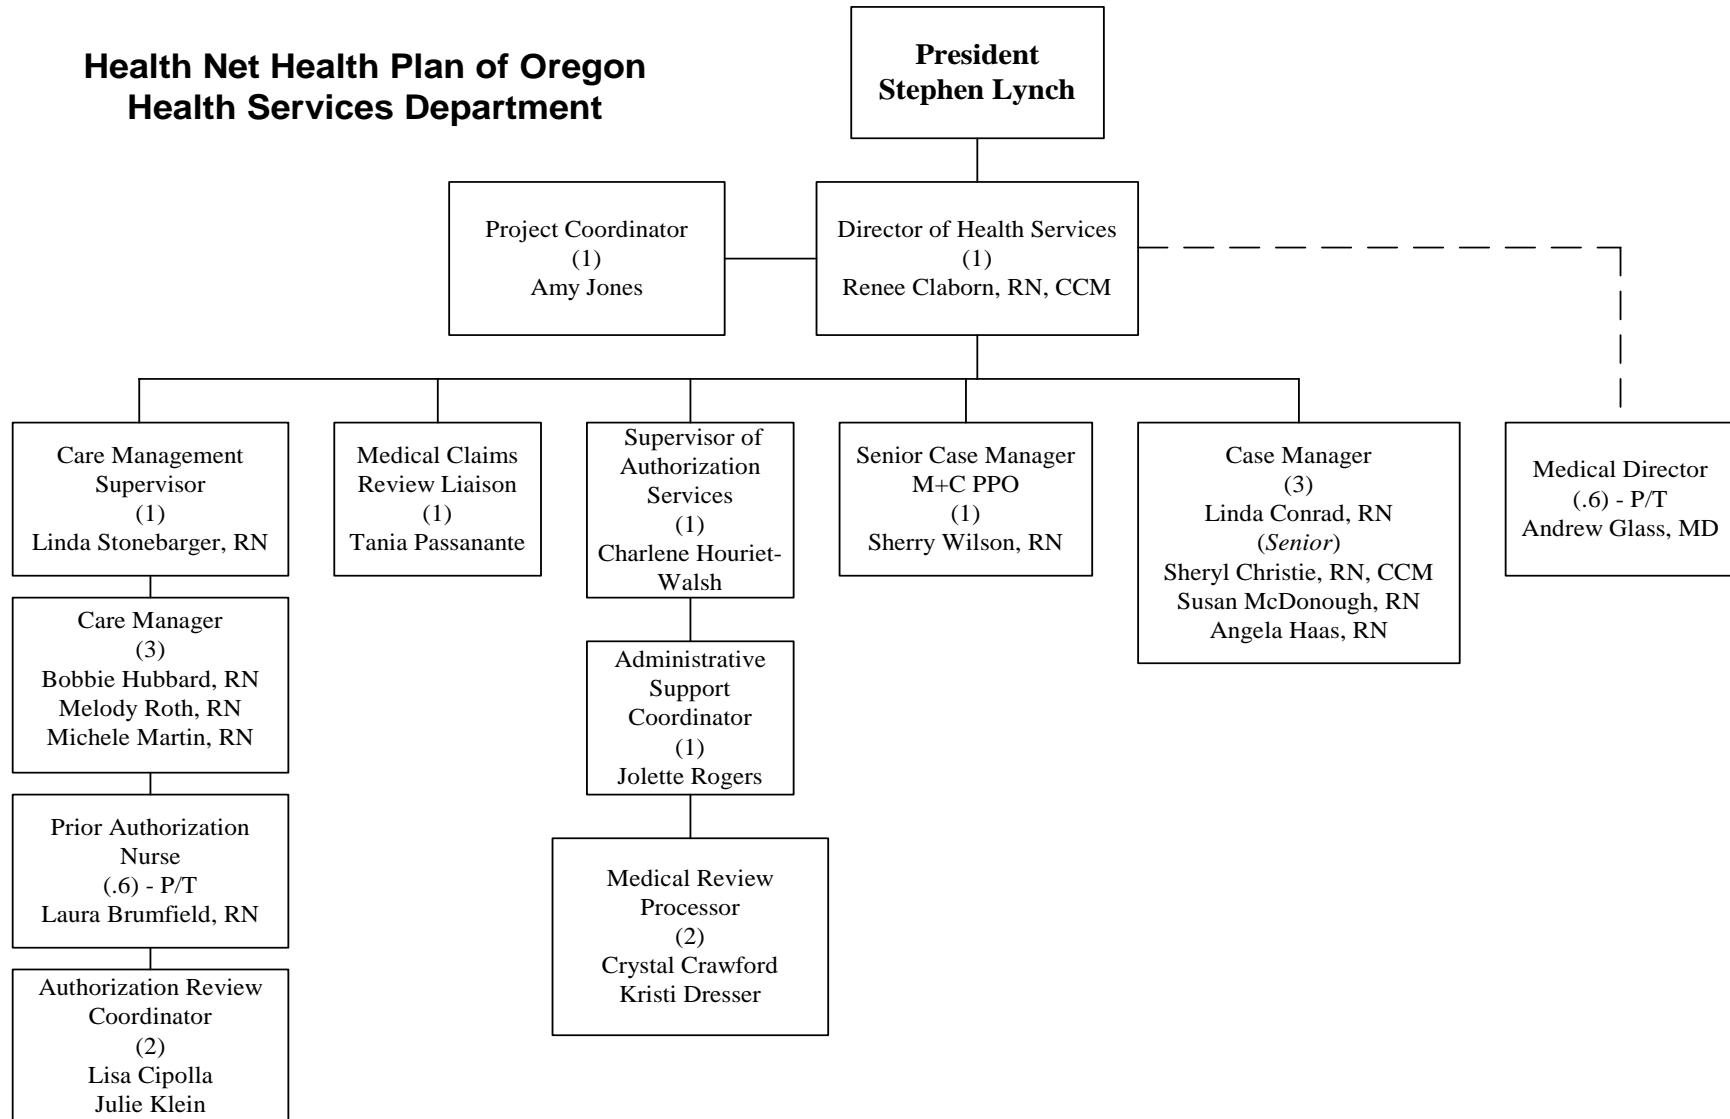 Health Net Health Plan of Oregon
Health Services Department
President
Stephen Lynch
Project Coordinator
(1)
Amy Jones
Director of Health Services
(1)
Renee Claborn, RN, CCM
Care Management
Supervisor
(1)
Linda Stonebarger, RN
Medical Claims
Review Liaison
(1)
Tania Passanante
Supervisor of
Authorization
Services
(1)
Charlene Houriet-
Walsh
Senior Case Manager
M+C PPO
(1)
Sherry Wilson, RN
Case Manager
(3)
Linda Conrad, RN
(Senior)
Sheryl Christie, RN, CCM
Susan McDonough, RN
Angela Haas, RN
Medical Director
(.6) - P/T
Andrew Glass, MD
Care Manager
(3)
Bobbie Hubbard, RN
Melody Roth, RN
Michele Martin, RN
Administrative
Support
Coordinator
(1)
Jolette Rogers
Prior Authorization
Nurse
(.6) - P/T
Laura Brumfield, RN
Medical Review
Processor
(2)
Crystal Crawford
Kristi Dresser
Authorization Review
Coordinator
(2)
Lisa Cipolla
Julie Klein